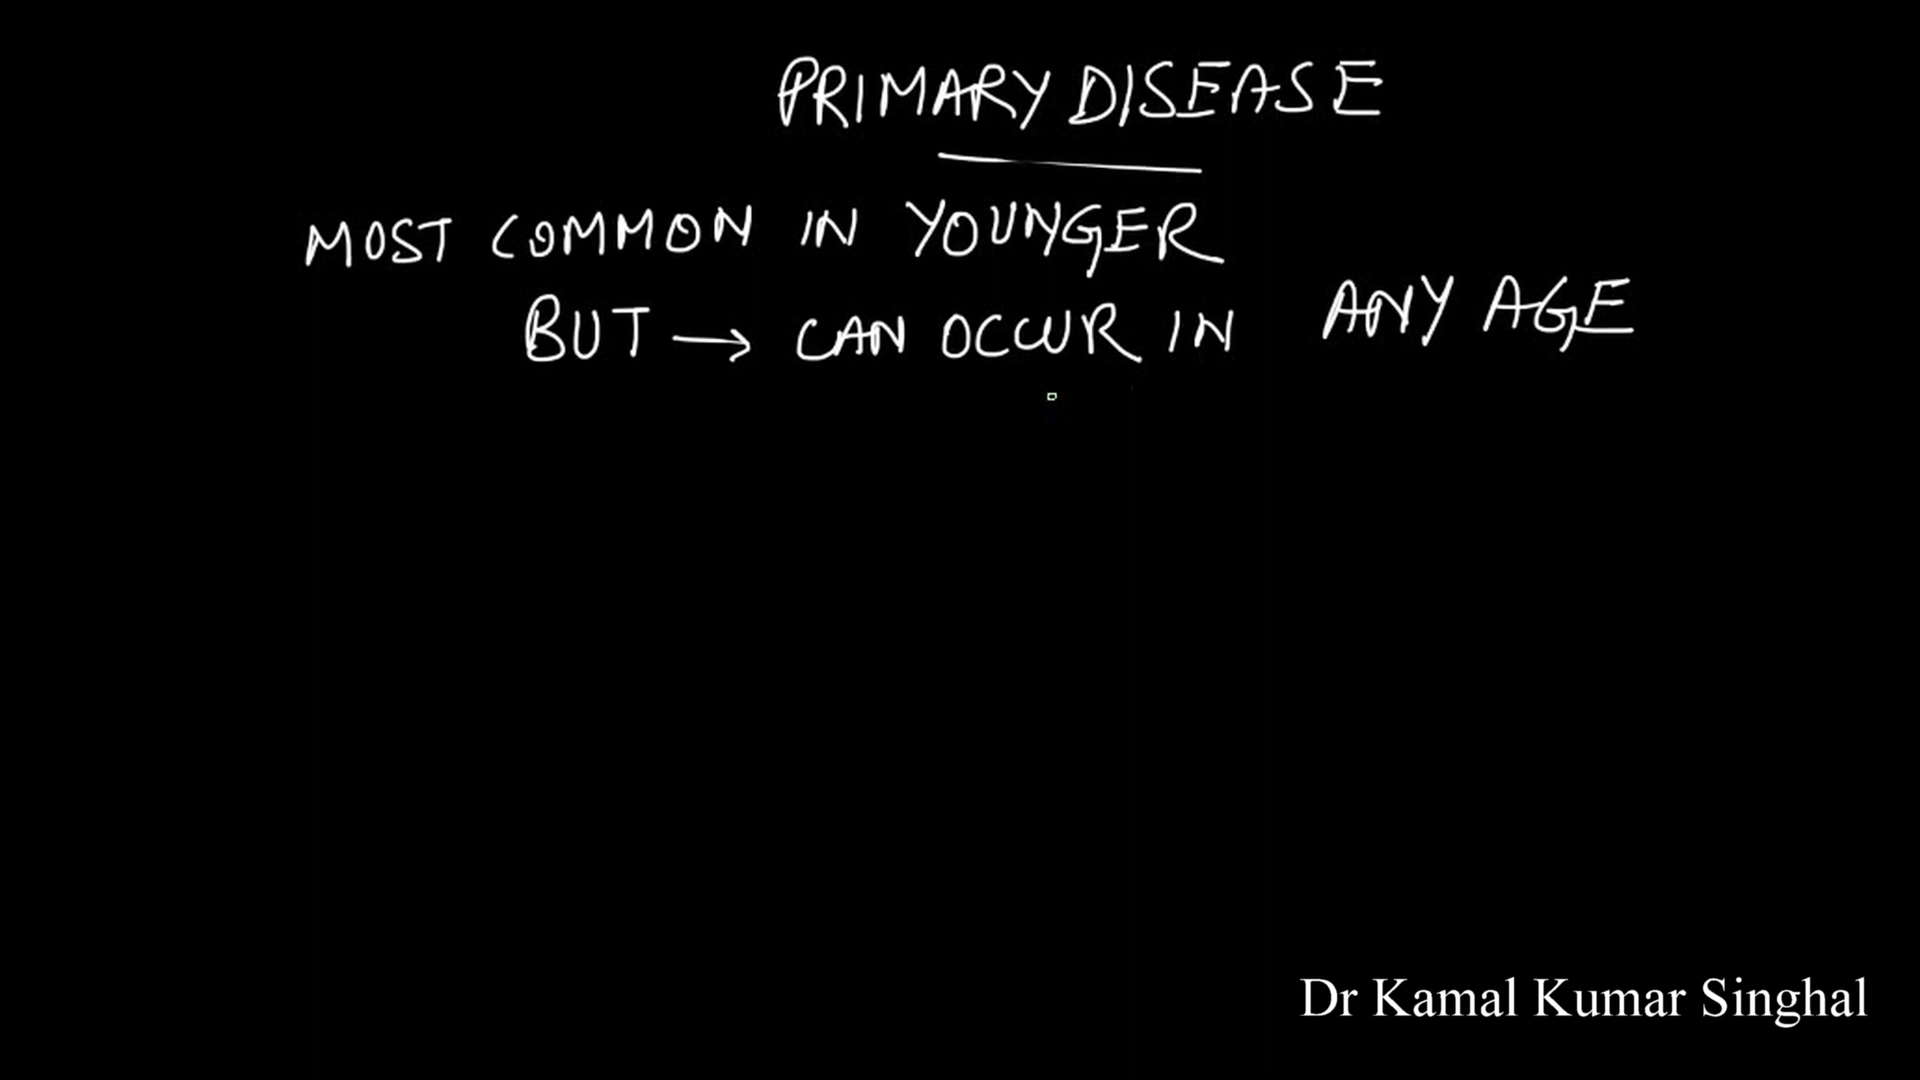 PRIMARY DISEASE
MOST COMMON IN YOUNGER
BUT → CAN OCCUR IN ANY AGE
Dr Kamal Kumar Singhal